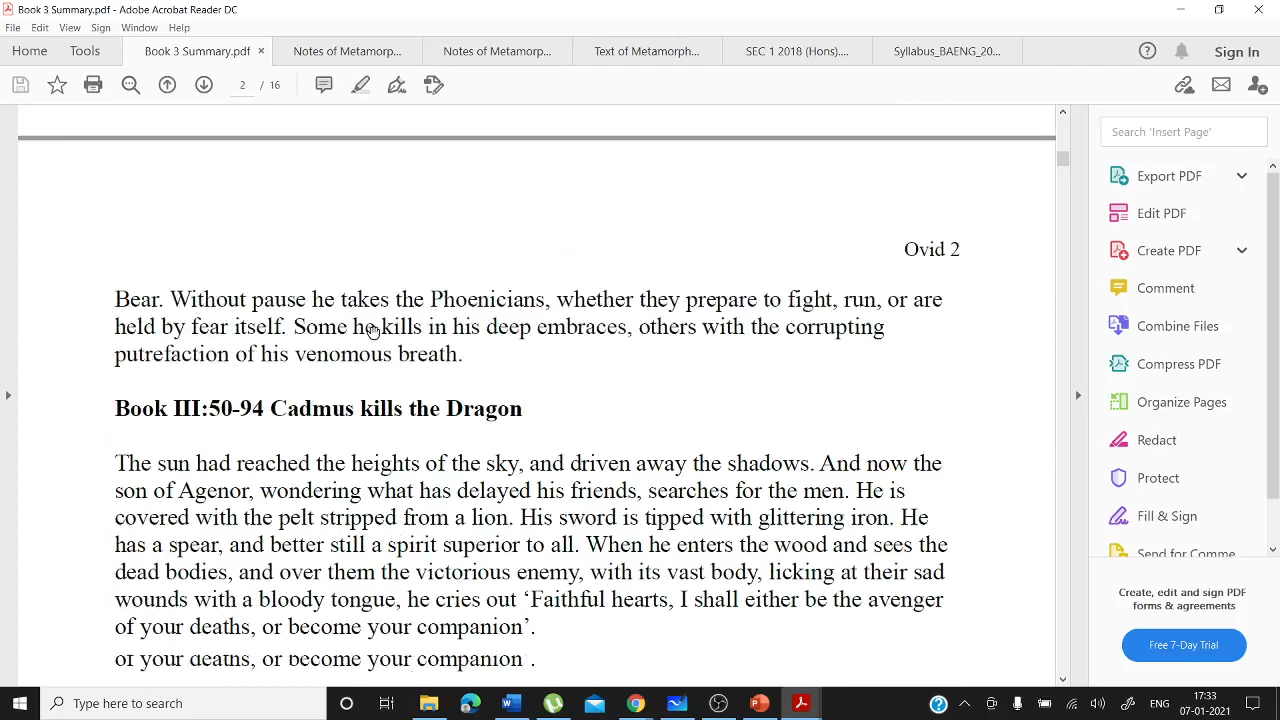 Book 3 Summary.pdf - Adobe Acrobat Reader DC
File Edit View Sign Window Help
Home Tools Book 3 Summary.pdf × Notes of Metamorp... Notes of Metamorp... Text of Metamorph... SEC 1 2018 (Hons).... Syllabus_BAENG_20... Sign In
2 / 16
Search 'Insert Page'
Export PDF
Edit PDF
Create PDF
Comment
Combine Files
Compress PDF
Organize Pages
Redact
Protect
Fill & Sign
Send for Comme
Create, edit and sign PDF
forms & agreements
Free 7-Day Trial
Ovid 2
Bear. Without pause he takes the Phoenicians, whether they prepare to fight, run, or are
held by fear itself. Some he kills in his deep embraces, others with the corrupting
putrefaction of his venomous breath.
Book III:50-94 Cadmus kills the Dragon
The sun had reached the heights of the sky, and driven away the shadows. And now the
son of Agenor, wondering what has delayed his friends, searches for the men. He is
covered with the pelt stripped from a lion. His sword is tipped with glittering iron. He
has a spear, and better still a spirit superior to all. When he enters the wood and sees the
dead bodies, and over them the victorious enemy, with its vast body, licking at their sad
wounds with a bloody tongue, he cries out ‘Faithful hearts, I shall either be the avenger
of your deaths, or become your companion’.
of your deaths, or become your companion .
Type here to search
ENG
17:33
07-01-2021